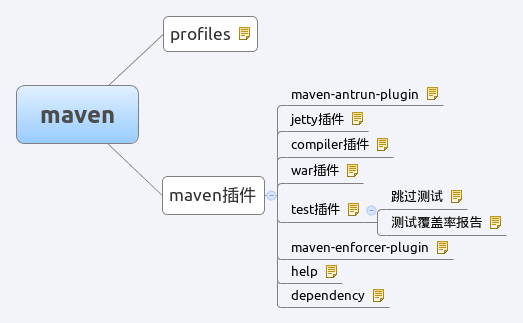 profiles
maven
maven插件
maven-antrun-plugin
jetty插件
compiler插件
war插件
test插件
跳过测试
测试覆盖率报告
maven-enforcer-plugin
help
dependency